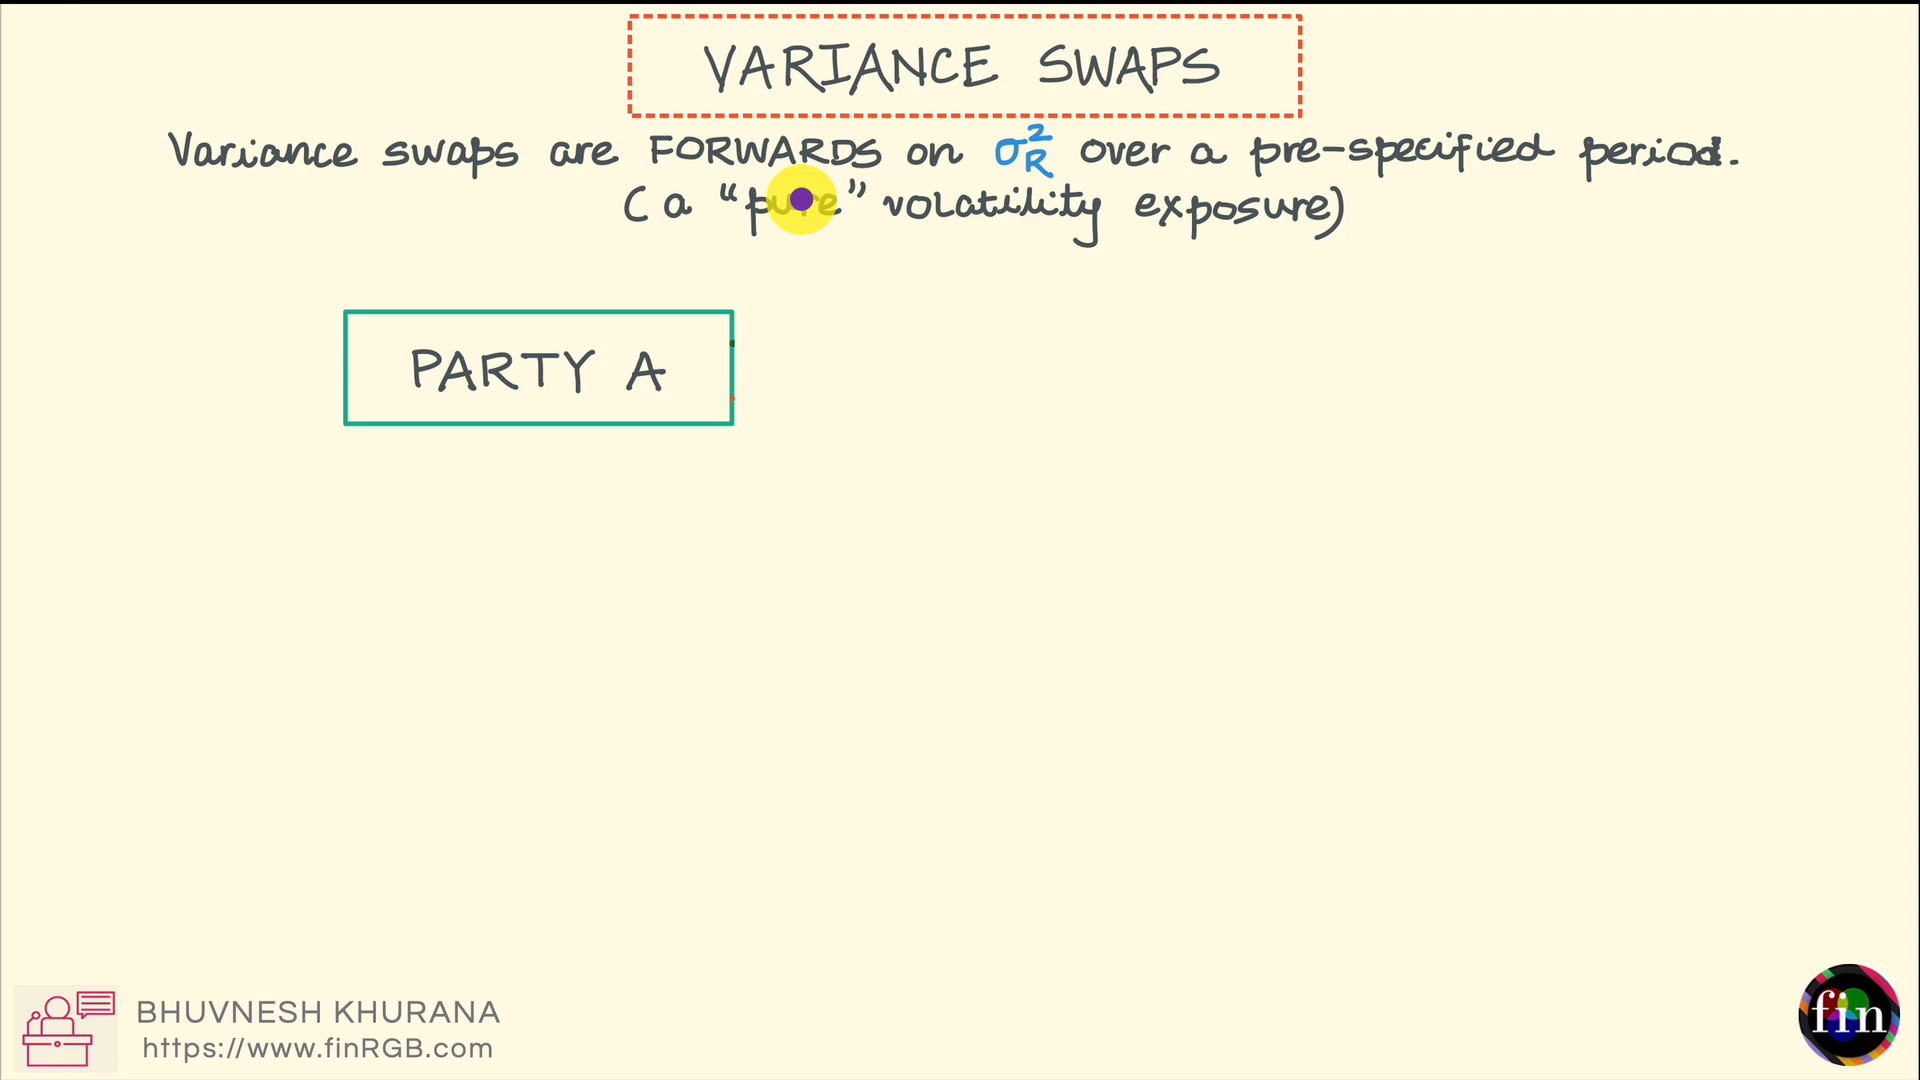 VARIANCE SWAPS
Variance swaps are FORWARDS on σ²_R over a pre-specified period.
( a "pure" volatility exposure)
PARTY A
BHUVNESH KHURANA
https://www.finRGB.com
fin